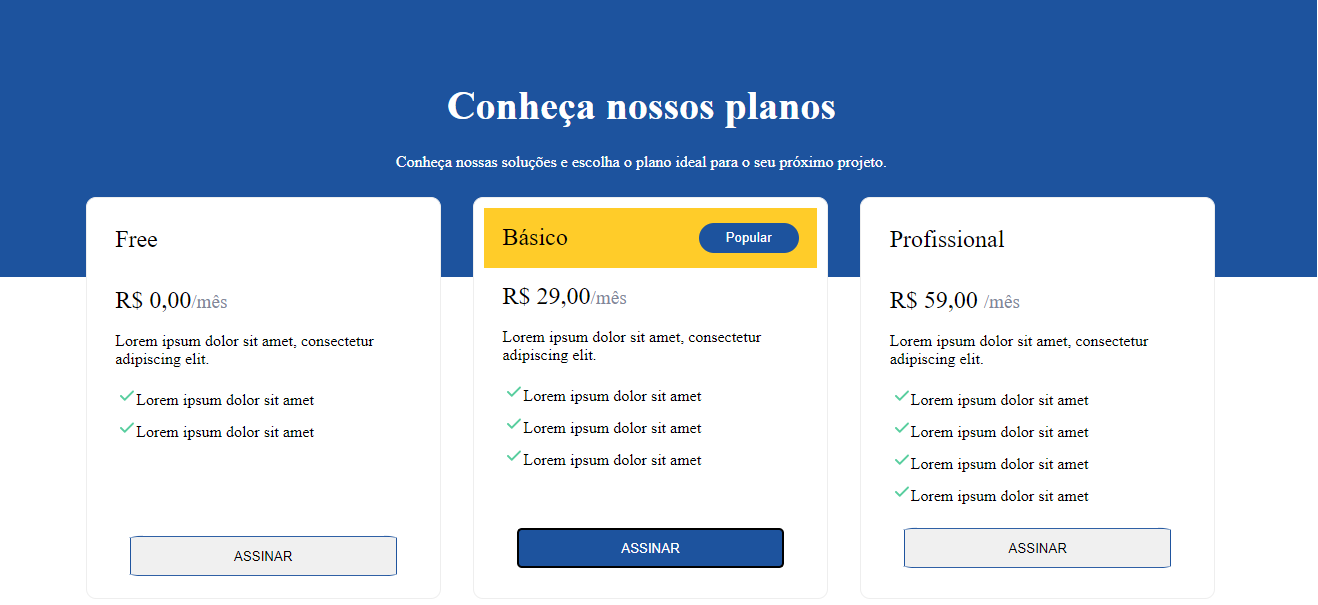 Conheça nossos planos
Conheça nossas soluções e escolha o plano ideal para o seu próximo projeto.
Free
R$ 0,00/mês
Lorem ipsum dolor sit amet, consectetur
adipiscing elit.
Lorem ipsum dolor sit amet
Lorem ipsum dolor sit amet
ASSINAR
Básico
Popular
R$ 29,00/mês
Lorem ipsum dolor sit amet, consectetur
adipiscing elit.
Lorem ipsum dolor sit amet
Lorem ipsum dolor sit amet
Lorem ipsum dolor sit amet
ASSINAR
Profissional
R$ 59,00 /mês
Lorem ipsum dolor sit amet, consectetur
adipiscing elit.
Lorem ipsum dolor sit amet
Lorem ipsum dolor sit amet
Lorem ipsum dolor sit amet
Lorem ipsum dolor sit amet
ASSINAR